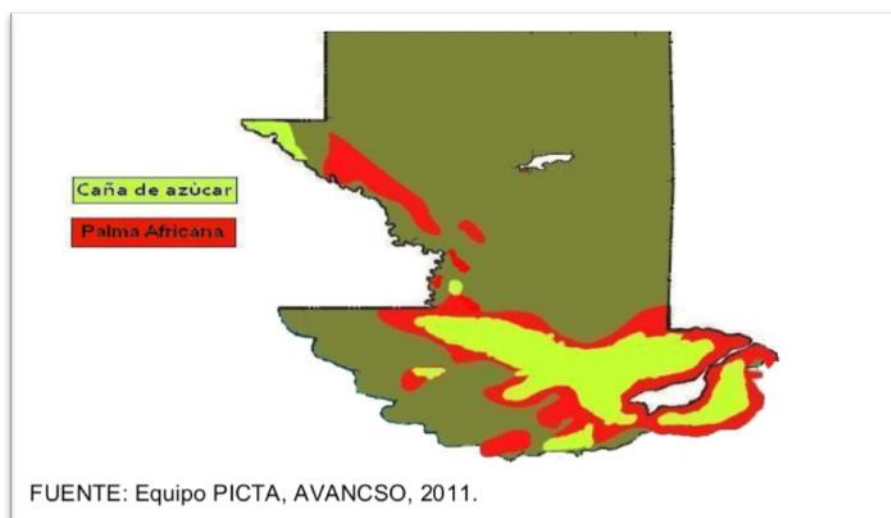 Caña de azúcar
Palma Africana
FUENTE: Equipo PICTA, AVANCSO, 2011.